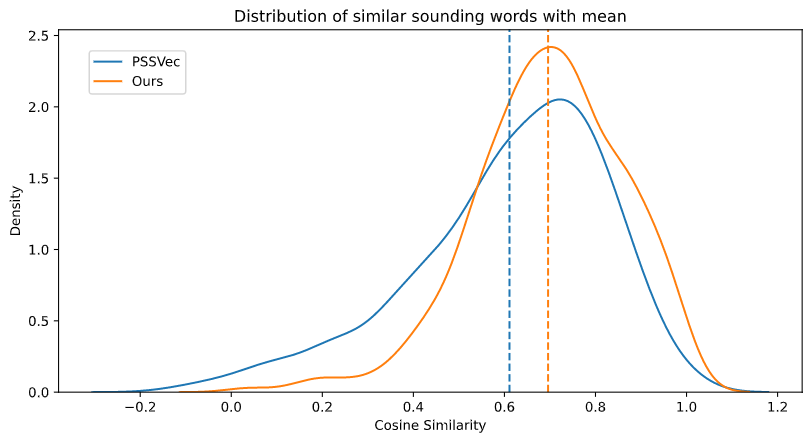 Distribution of similar sounding words with mean
PSSVec
Ours
Density
2.5
2.0
1.5
1.0
0.5
0.0
−0.2 0.0 0.2 0.4 0.6 0.8 1.0 1.2
Cosine Similarity